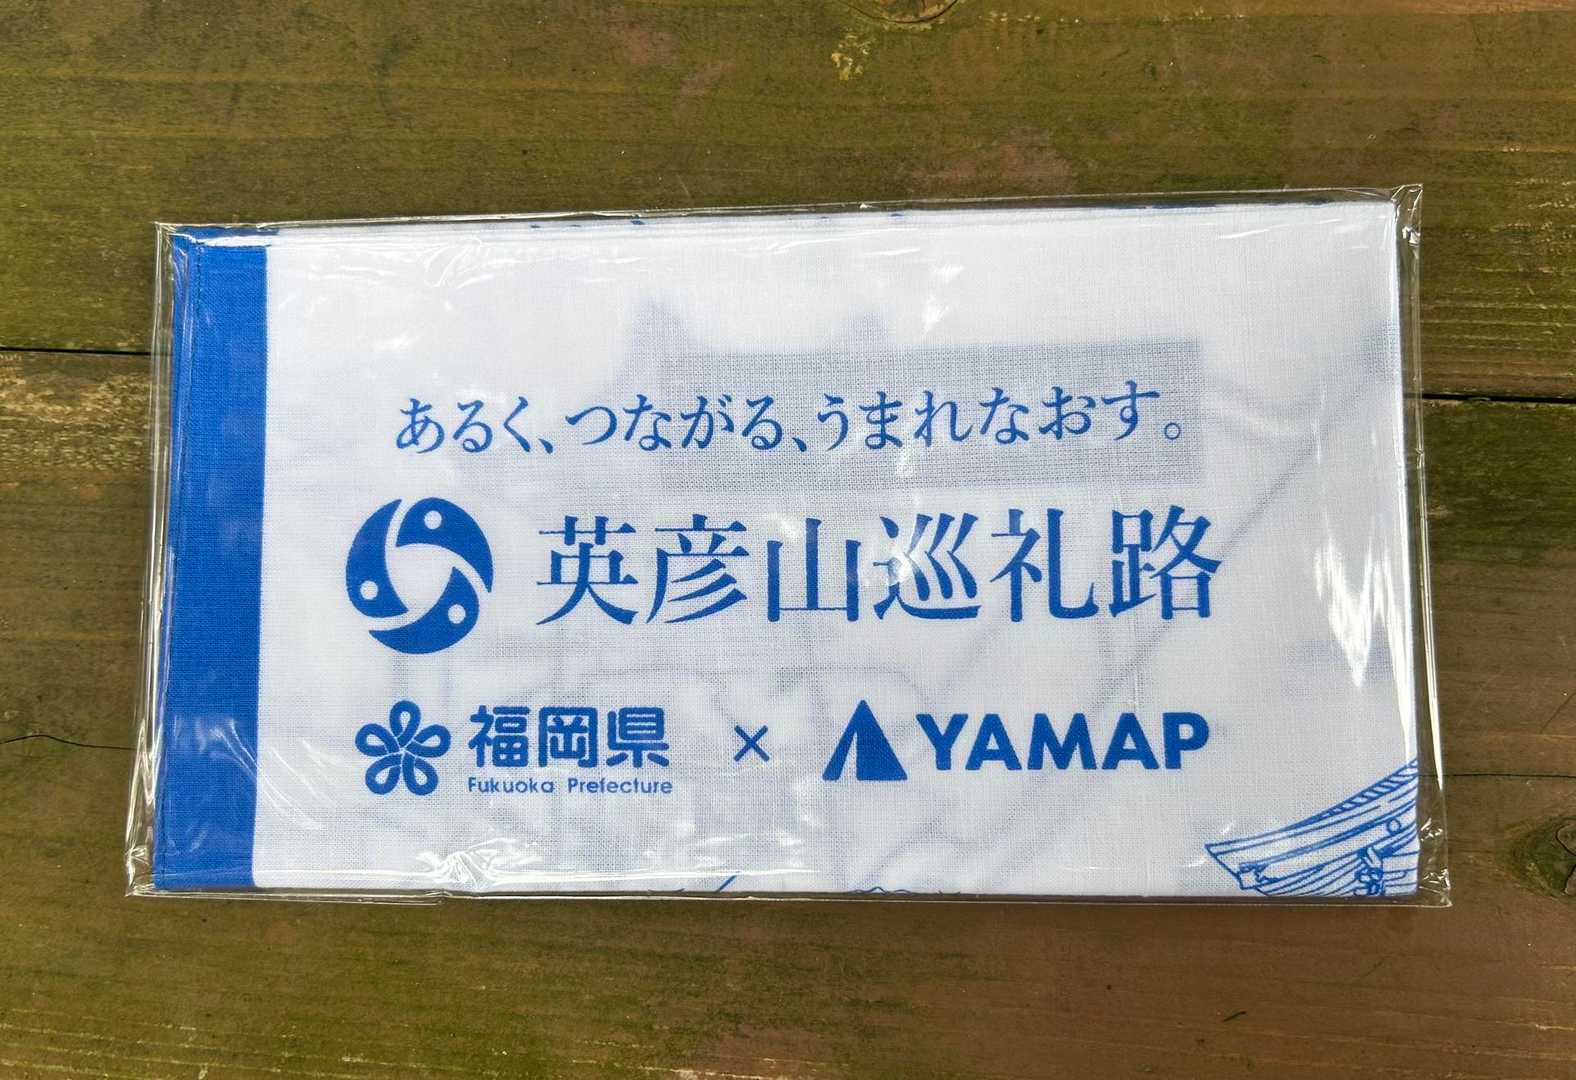 あるく、つながる、うまれなおす。
英彦山巡礼路
福岡県 × YAMAP
Fukuoka Prefecture